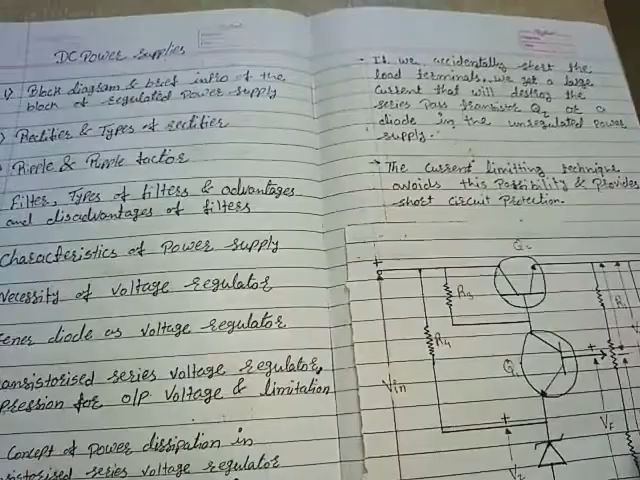 DC Power Supplies
1) Block diagram & brief info of the
block of regulated Power supply
) Rectifier & Types of rectifier
Ripple & Ripple factor
Filter, Types of filters & advantages
and disadvantages of filters
Characteristics of Power supply
Necessity of voltage regulator
ener diode as voltage regulator
ansistorised series voltage regulator,
pression for o/p voltage & limitation
Concept of power dissipation in
sistorised series voltage regulator
- If we accidentally short the
load terminals, we get a large
current that will destroy the
series pass transistor Q2 or a
diode in the unregulated power
supply.
→ The current limitting technique
avoids this Possibility & Provides
short circuit Protection.
Q2
+
R3
R4
Q1
Vin
+
Vz
+
VF
R1